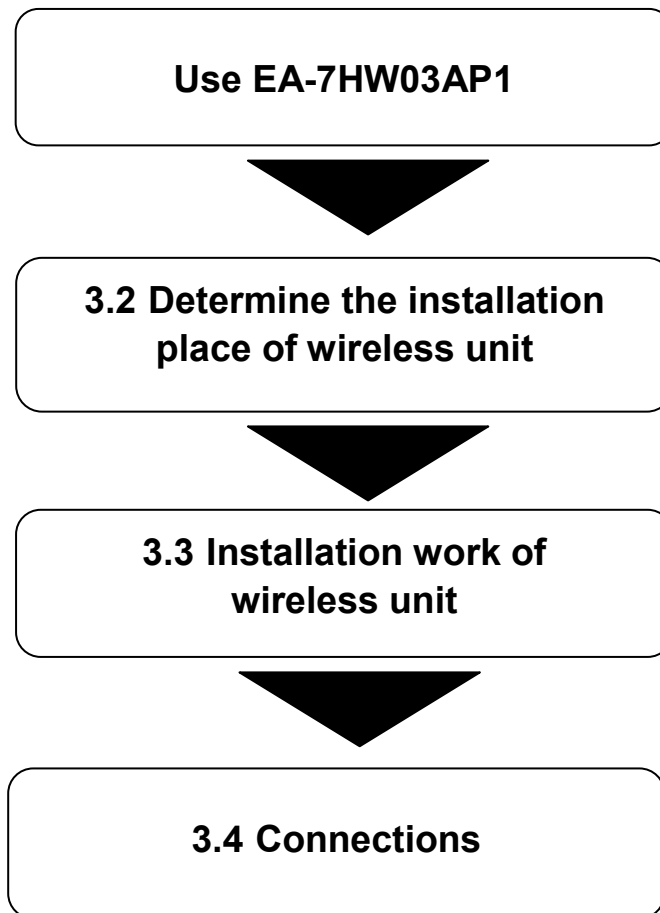 Use EA-7HW03AP1
3.2 Determine the installation
place of wireless unit
3.3 Installation work of
wireless unit
3.4 Connections